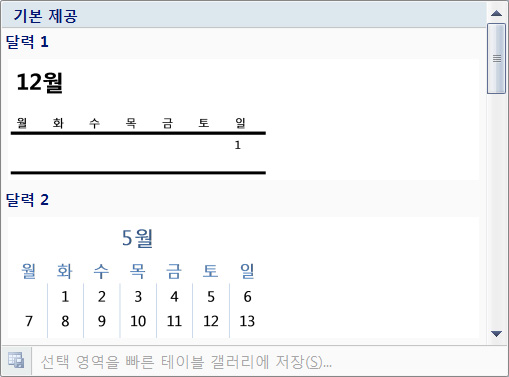 기본 제공
달력 1
12월
월 화 수 목 금 토 일
1
달력 2
5월
월 화 수 목 금 토 일
1 2 3 4 5 6
7 8 9 10 11 12 13
선택 영역을 빠른 테이블 갤러리에 저장(S)...